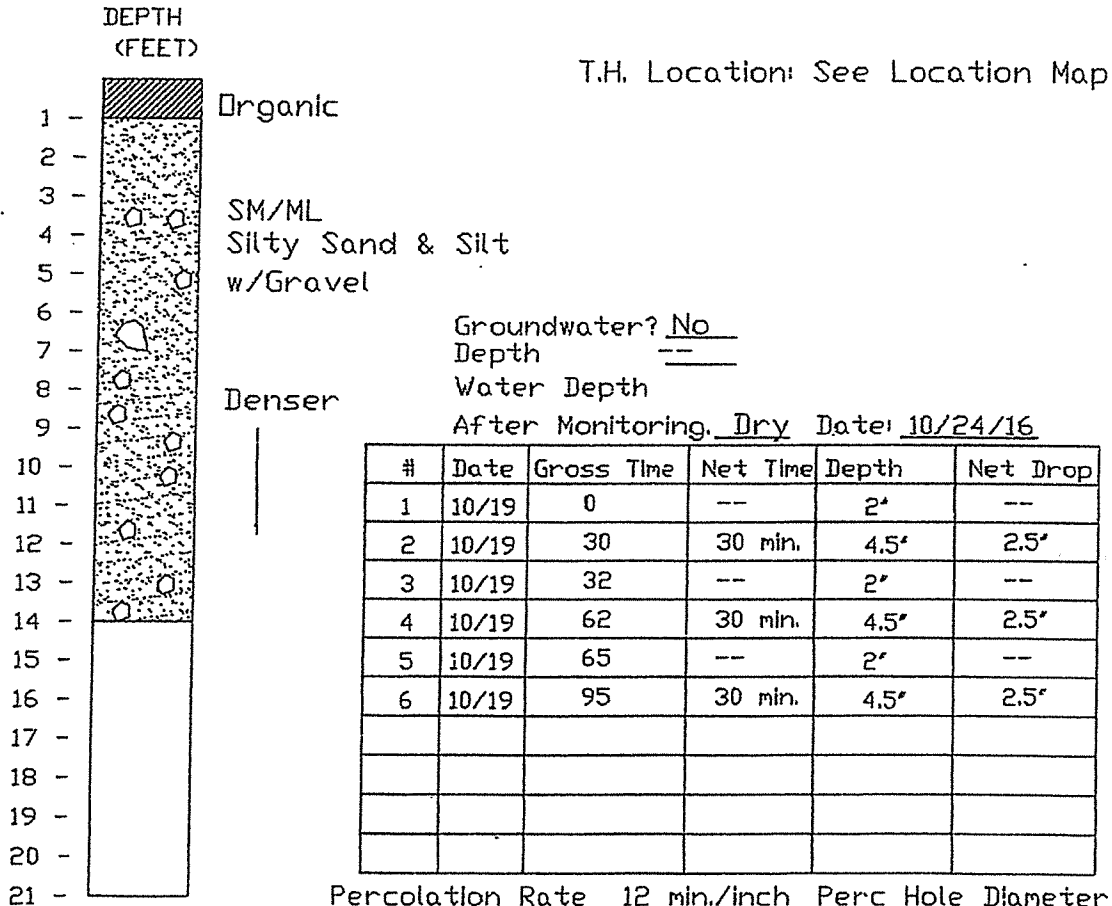 DEPTH
(FEET)
T.H. Location: See Location Map
Organic
1 -
2 -
3 -
SM/ML
4 -
Silty Sand & Silt
5 -
w/Gravel
6 -
Groundwater? No
7 -
Depth --
8 -
Water Depth
Denser
9 -
After Monitoring. Dry Date: 10/24/16
10 -
11 -
12 -
13 -
14 -
15 -
16 -
17 -
18 -
19 -
20 -
21 -
# Date Gross Time Net Time Depth Net Drop
1 10/19 0 -- 2" --
2 10/19 30 30 min. 4.5" 2.5"
3 10/19 32 -- 2" --
4 10/19 62 30 min. 4.5" 2.5"
5 10/19 65 -- 2" --
6 10/19 95 30 min. 4.5" 2.5"
Percolation Rate 12 min./inch Perc Hole Diameter